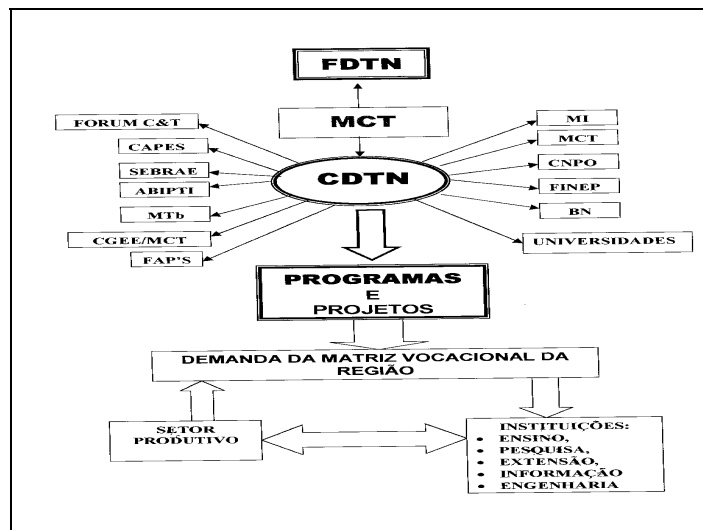 FDTN
MCT
FORUM C&T
CAPES
SEBRAE
ABIPTI
MTb
CGEE/MCT
FAP'S
CDTN
MI
MCT
CNPO
FINEP
BN
UNIVERSIDADES
PROGRAMAS
E
PROJETOS
DEMANDA DA MATRIZ VOCACIONAL DA
REGIÃO
SETOR
PRODUTIVO
INSTITUIÇÕES:
• ENSINO,
• PESQUISA,
• EXTENSÃO,
• INFORMAÇÃO
• ENGENHARIA